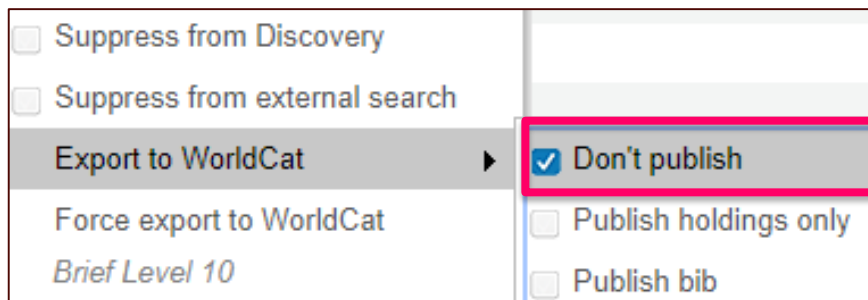 Suppress from Discovery
Suppress from external search
Export to WorldCat
Don't publish
Force export to WorldCat
Publish holdings only
Brief Level 10
Publish bib